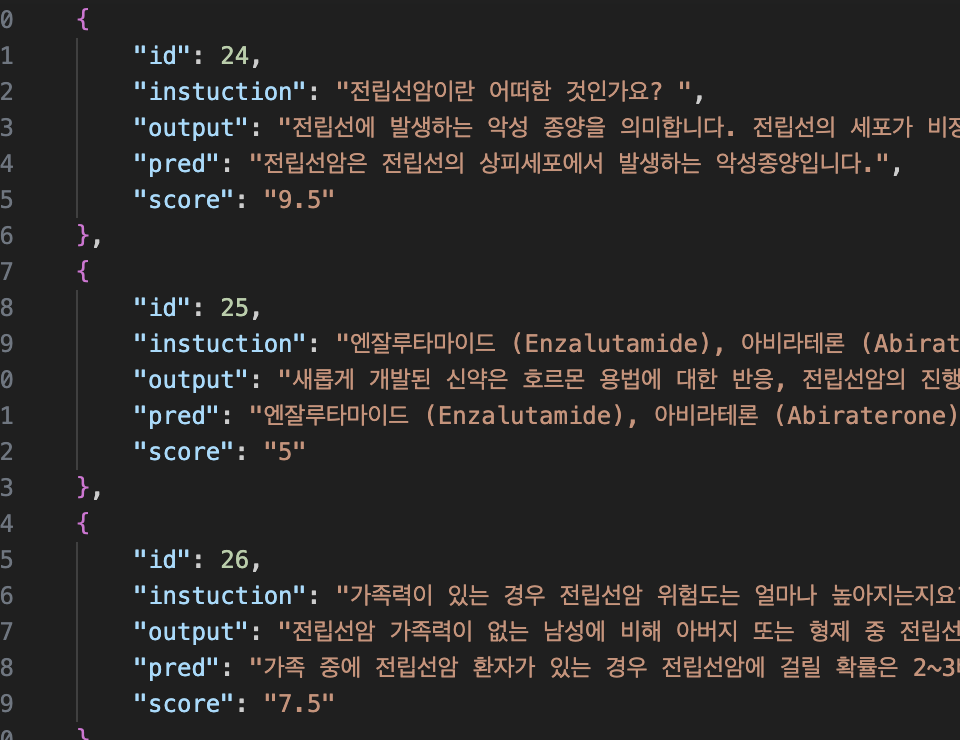 0 {
1 "id": 24,
2 "instuction": "전립선암이란 어떠한 것인가요? ",
3 "output": "전립선에 발생하는 악성 종양을 의미합니다. 전립선의 세포가 비정
4 "pred": "전립선암은 전립선의 상피세포에서 발생하는 악성종양입니다.",
5 "score": "9.5"
6 },
7 {
8 "id": 25,
9 "instuction": "엔잘루타마이드 (Enzalutamide), 아비라테론 (Abirat
0 "output": "새롭게 개발된 신약은 호르몬 용법에 대한 반응, 전립선암의 진행
1 "pred": "엔잘루타마이드 (Enzalutamide), 아비라테론 (Abiraterone)
2 "score": "5"
3 },
4 {
5 "id": 26,
6 "instuction": "가족력이 있는 경우 전립선암 위험도는 얼마나 높아지는지요?
7 "output": "전립선암 가족력이 없는 남성에 비해 아버지 또는 형제 중 전립선
8 "pred": "가족 중에 전립선암 환자가 있는 경우 전립선암에 걸릴 확률은 2~3배
9 "score": "7.5"
0 }